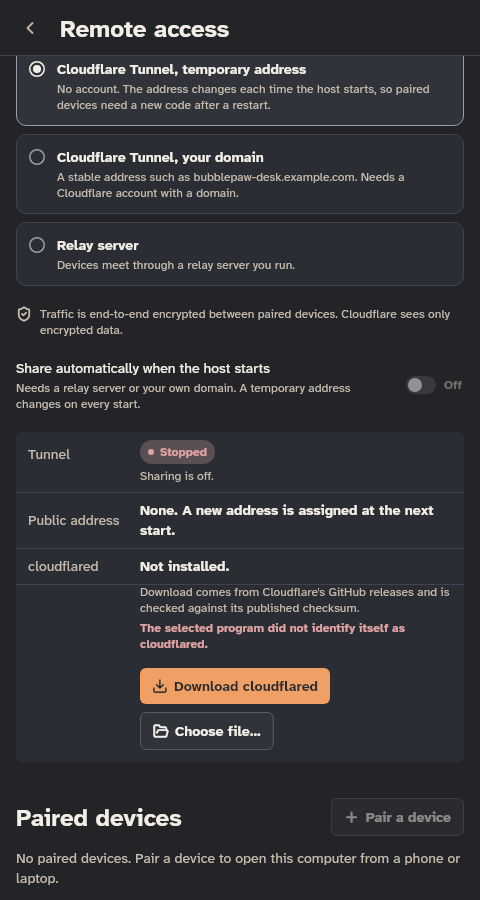 Remote access
Cloudflare Tunnel, temporary address
No account. The address changes each time the host starts, so paired
devices need a new code after a restart.
Cloudflare Tunnel, your domain
A stable address such as bubblepaw-desk.example.com. Needs a
Cloudflare account with a domain.
Relay server
Devices meet through a relay server you run.
Traffic is end-to-end encrypted between paired devices. Cloudflare sees only
encrypted data.
Share automatically when the host starts
Needs a relay server or your own domain. A temporary address
changes on every start.
Off
Tunnel
Stopped
Sharing is off.
Public address
None. A new address is assigned at the next
start.
cloudflared
Not installed.
Download comes from Cloudflare's GitHub releases and is
checked against its published checksum.
The selected program did not identify itself as
cloudflared.
Download cloudflared
Choose file...
Paired devices
Pair a device
No paired devices. Pair a device to open this computer from a phone or
laptop.